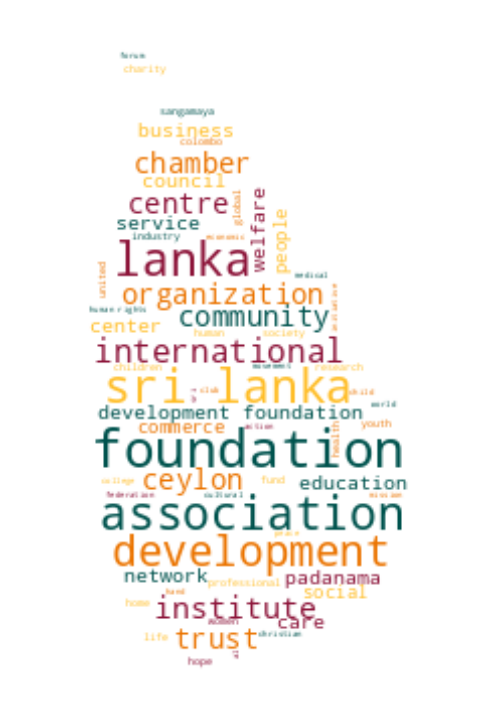 forum
charity
sangamaya
business
colombo
chamber
council
centre
global
welfare
service
people
industry
economic
lanka
united
medical
organization
initiative
human rights
community
center
human
society
international
children
movement
research
sri lanka
club
child
world
development foundation
commerce
action
youth
health
foundation
ceylon
college
fund
education
federation
cultural
mission
association
peace
development
network
professional
padanama
hand
social
home
institute
women
care
life
trust
christian
hope